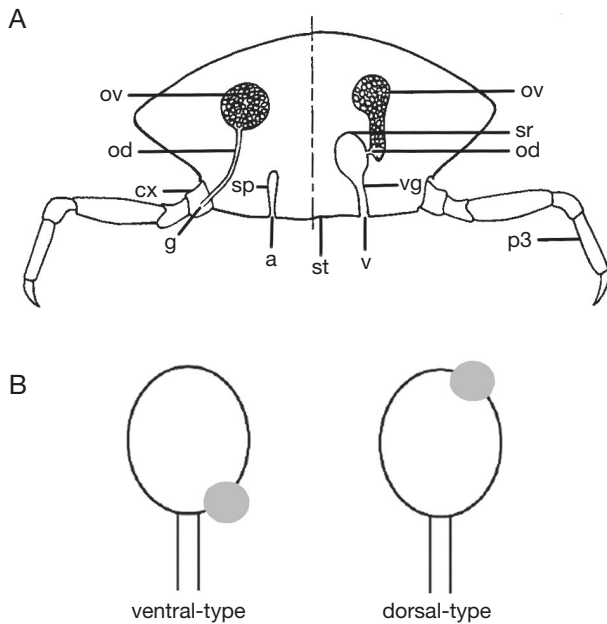 A
ov
ov
sr
od
od
cx
sp
vg
g
a
st
v
p3
B
ventral-type
dorsal-type